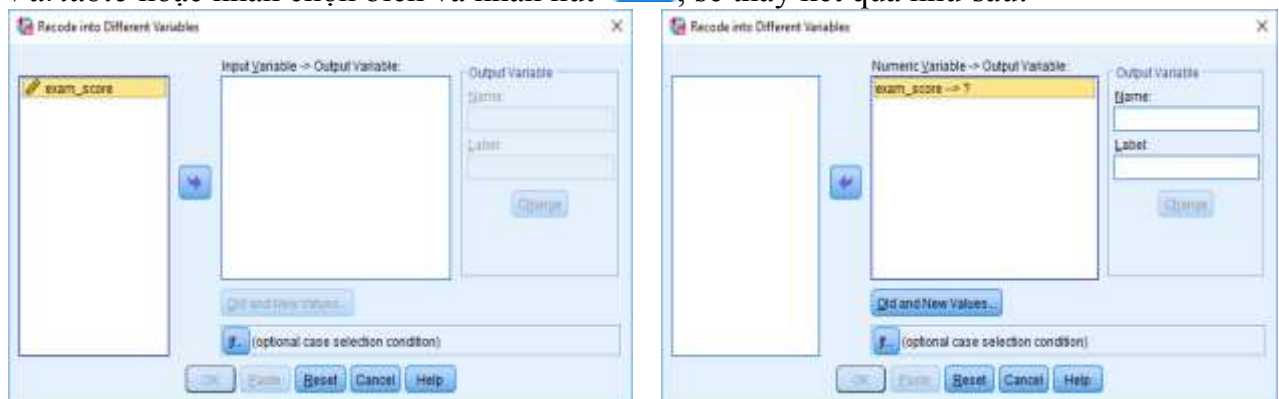 Recode into Different Variables
exam_score
Input Variable -> Output Variable:
Output Variable
Name:
Label:
Change
Old and New Values...
If... (optional case selection condition)
OK Paste Reset Cancel Help
Recode into Different Variables
Numeric Variable -> Output Variable:
exam_score --> ?
Output Variable
Name:
Label:
Change
Old and New Values...
If... (optional case selection condition)
OK Paste Reset Cancel Help